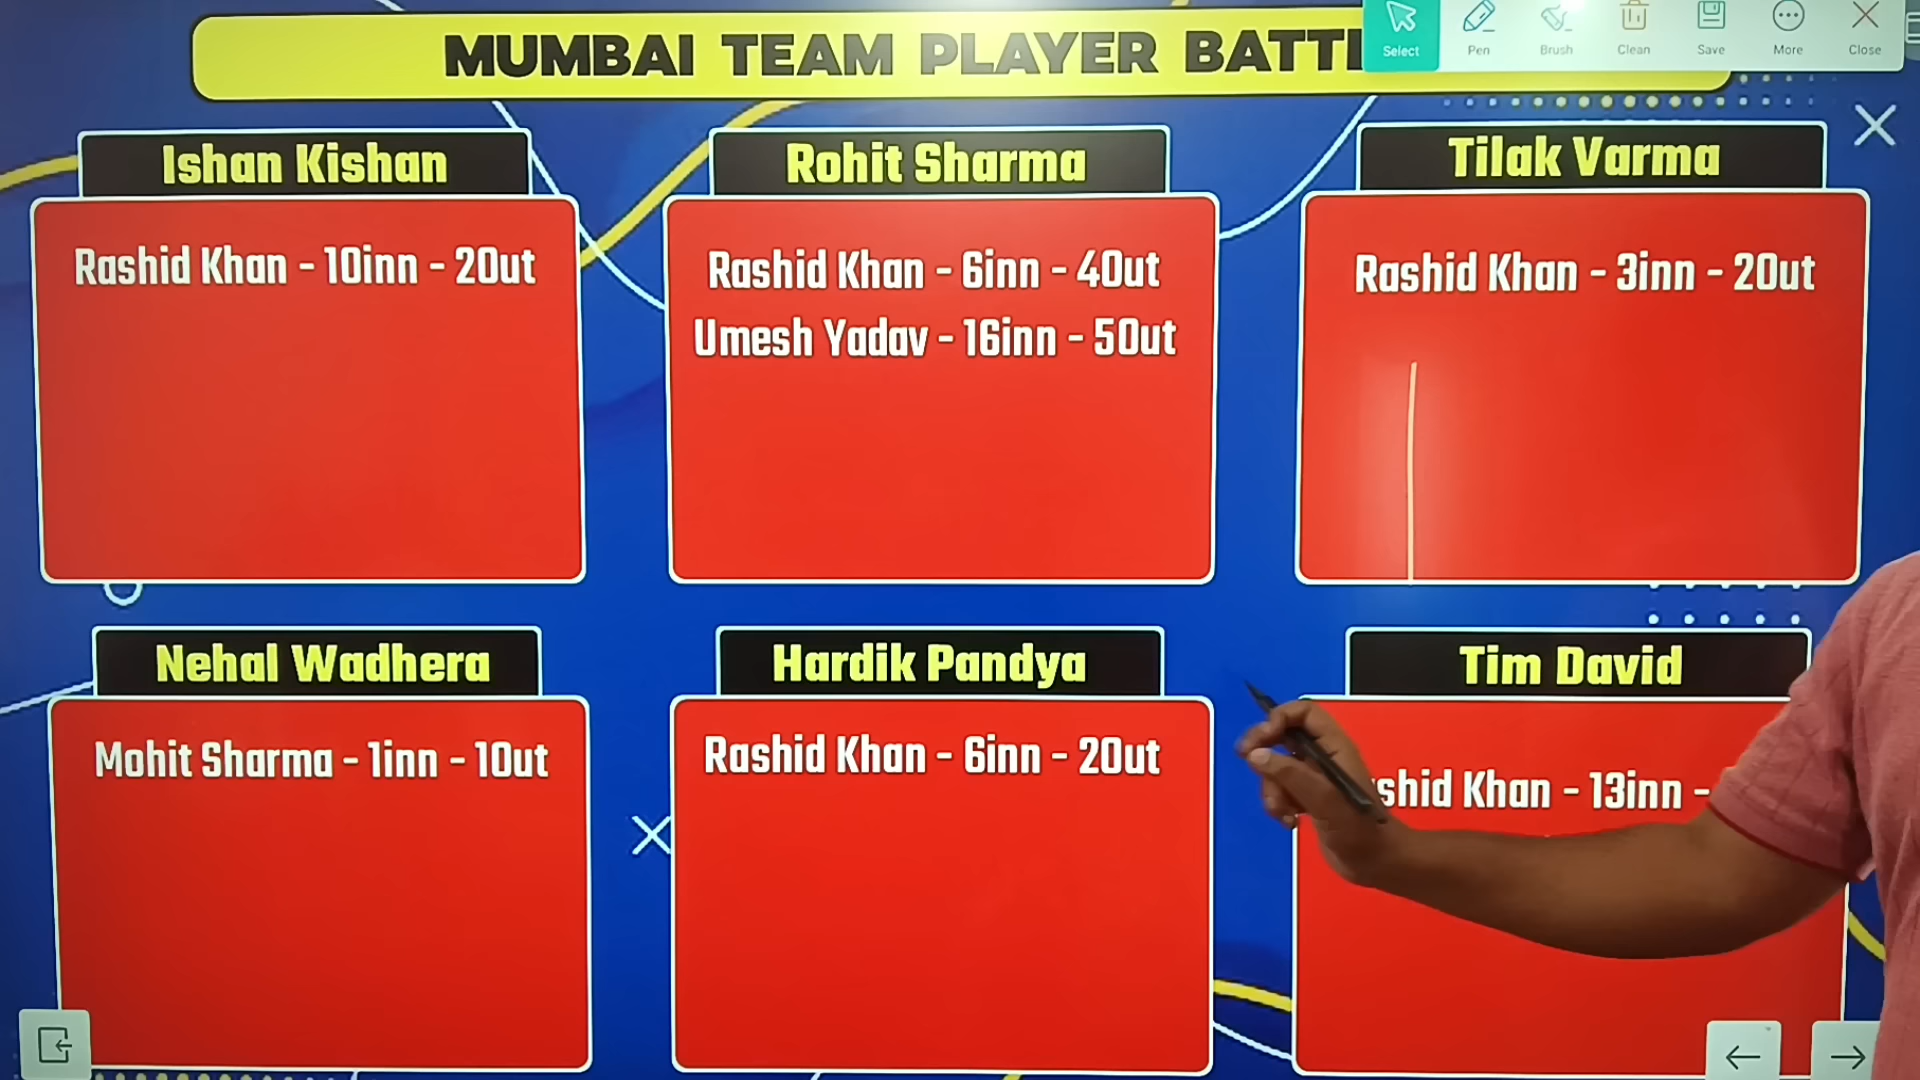 MUMBAI TEAM PLAYER
Select
Pen
Brush
Clean
Save
More
Close
Ishan Kishan
Rohit Sharma
Tilak Varma
Rashid Khan - 10inn - 2Out
Rashid Khan - 6inn - 4Out
Umesh Yadav - 16inn - 5Out
Rashid Khan - 3inn - 2Out
Nehal Wadhera
Hardik Pandya
Tim David
Mohit Sharma - 1inn - 1Out
Rashid Khan - 6inn - 2Out
Khan - 13inn -